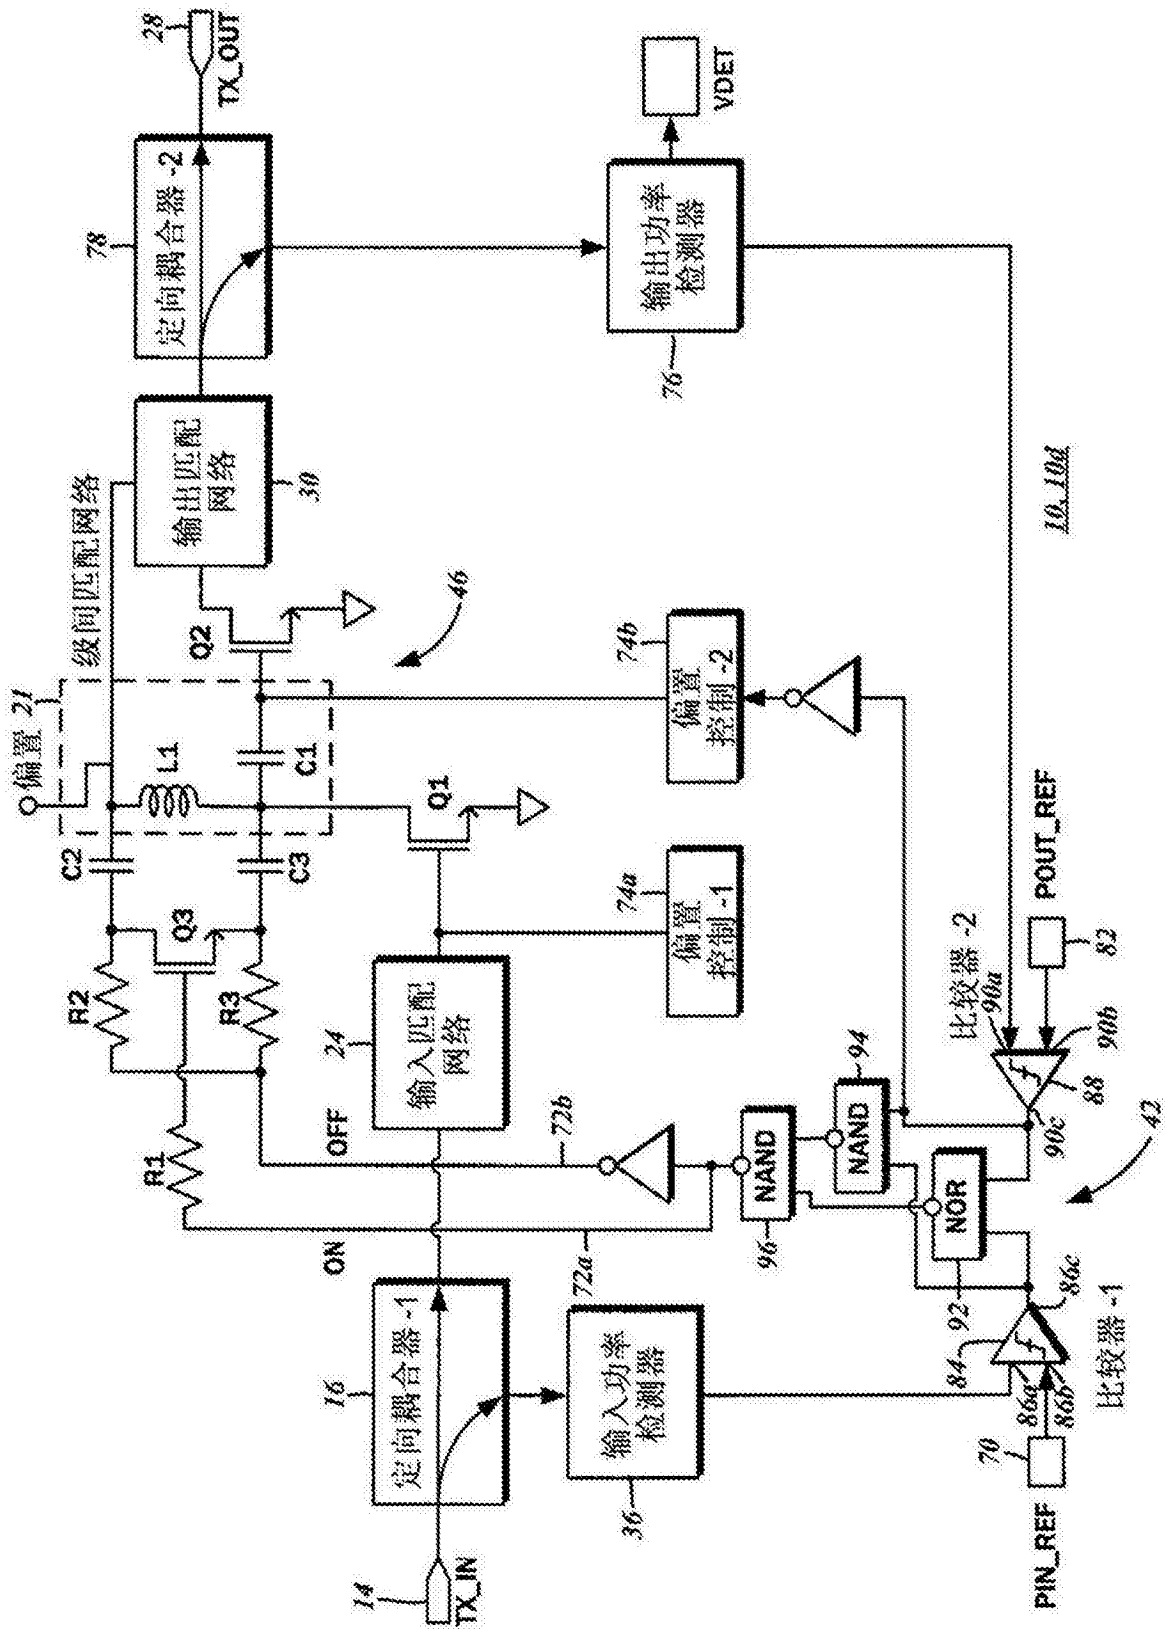 偏置
21
级间匹配网络
28
TX_OUT
78
定向耦合器 -2
VDET
输出功率
检测器
76
输出匹配
网络
30
10, 10d
C2
L1
C1
C3
Q2
46
Q3
R2
R3
R1
Q1
74b
偏置
控制 -2
74a
偏置
控制 -1
24
输入匹配
网络
ON
OFF
72a
72b
16
定向耦合器 -1
14
TX_IN
输入功率
检测器
36
NAND
96
NAND
94
NOR
92
比较器 -2
90a
90b
90c
88
POUT_REF
82
42
84
86a
86b
86c
比较器 -1
70
PIN_REF